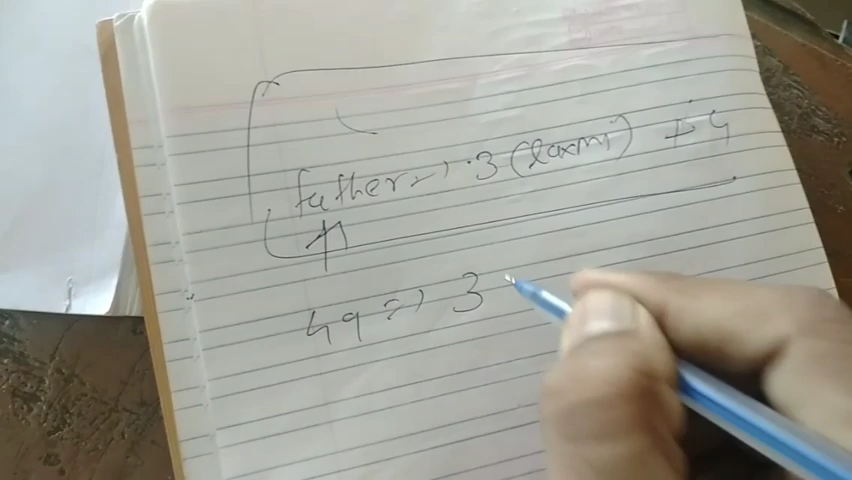 father => 3 (laxmi) + 4
49 => 3